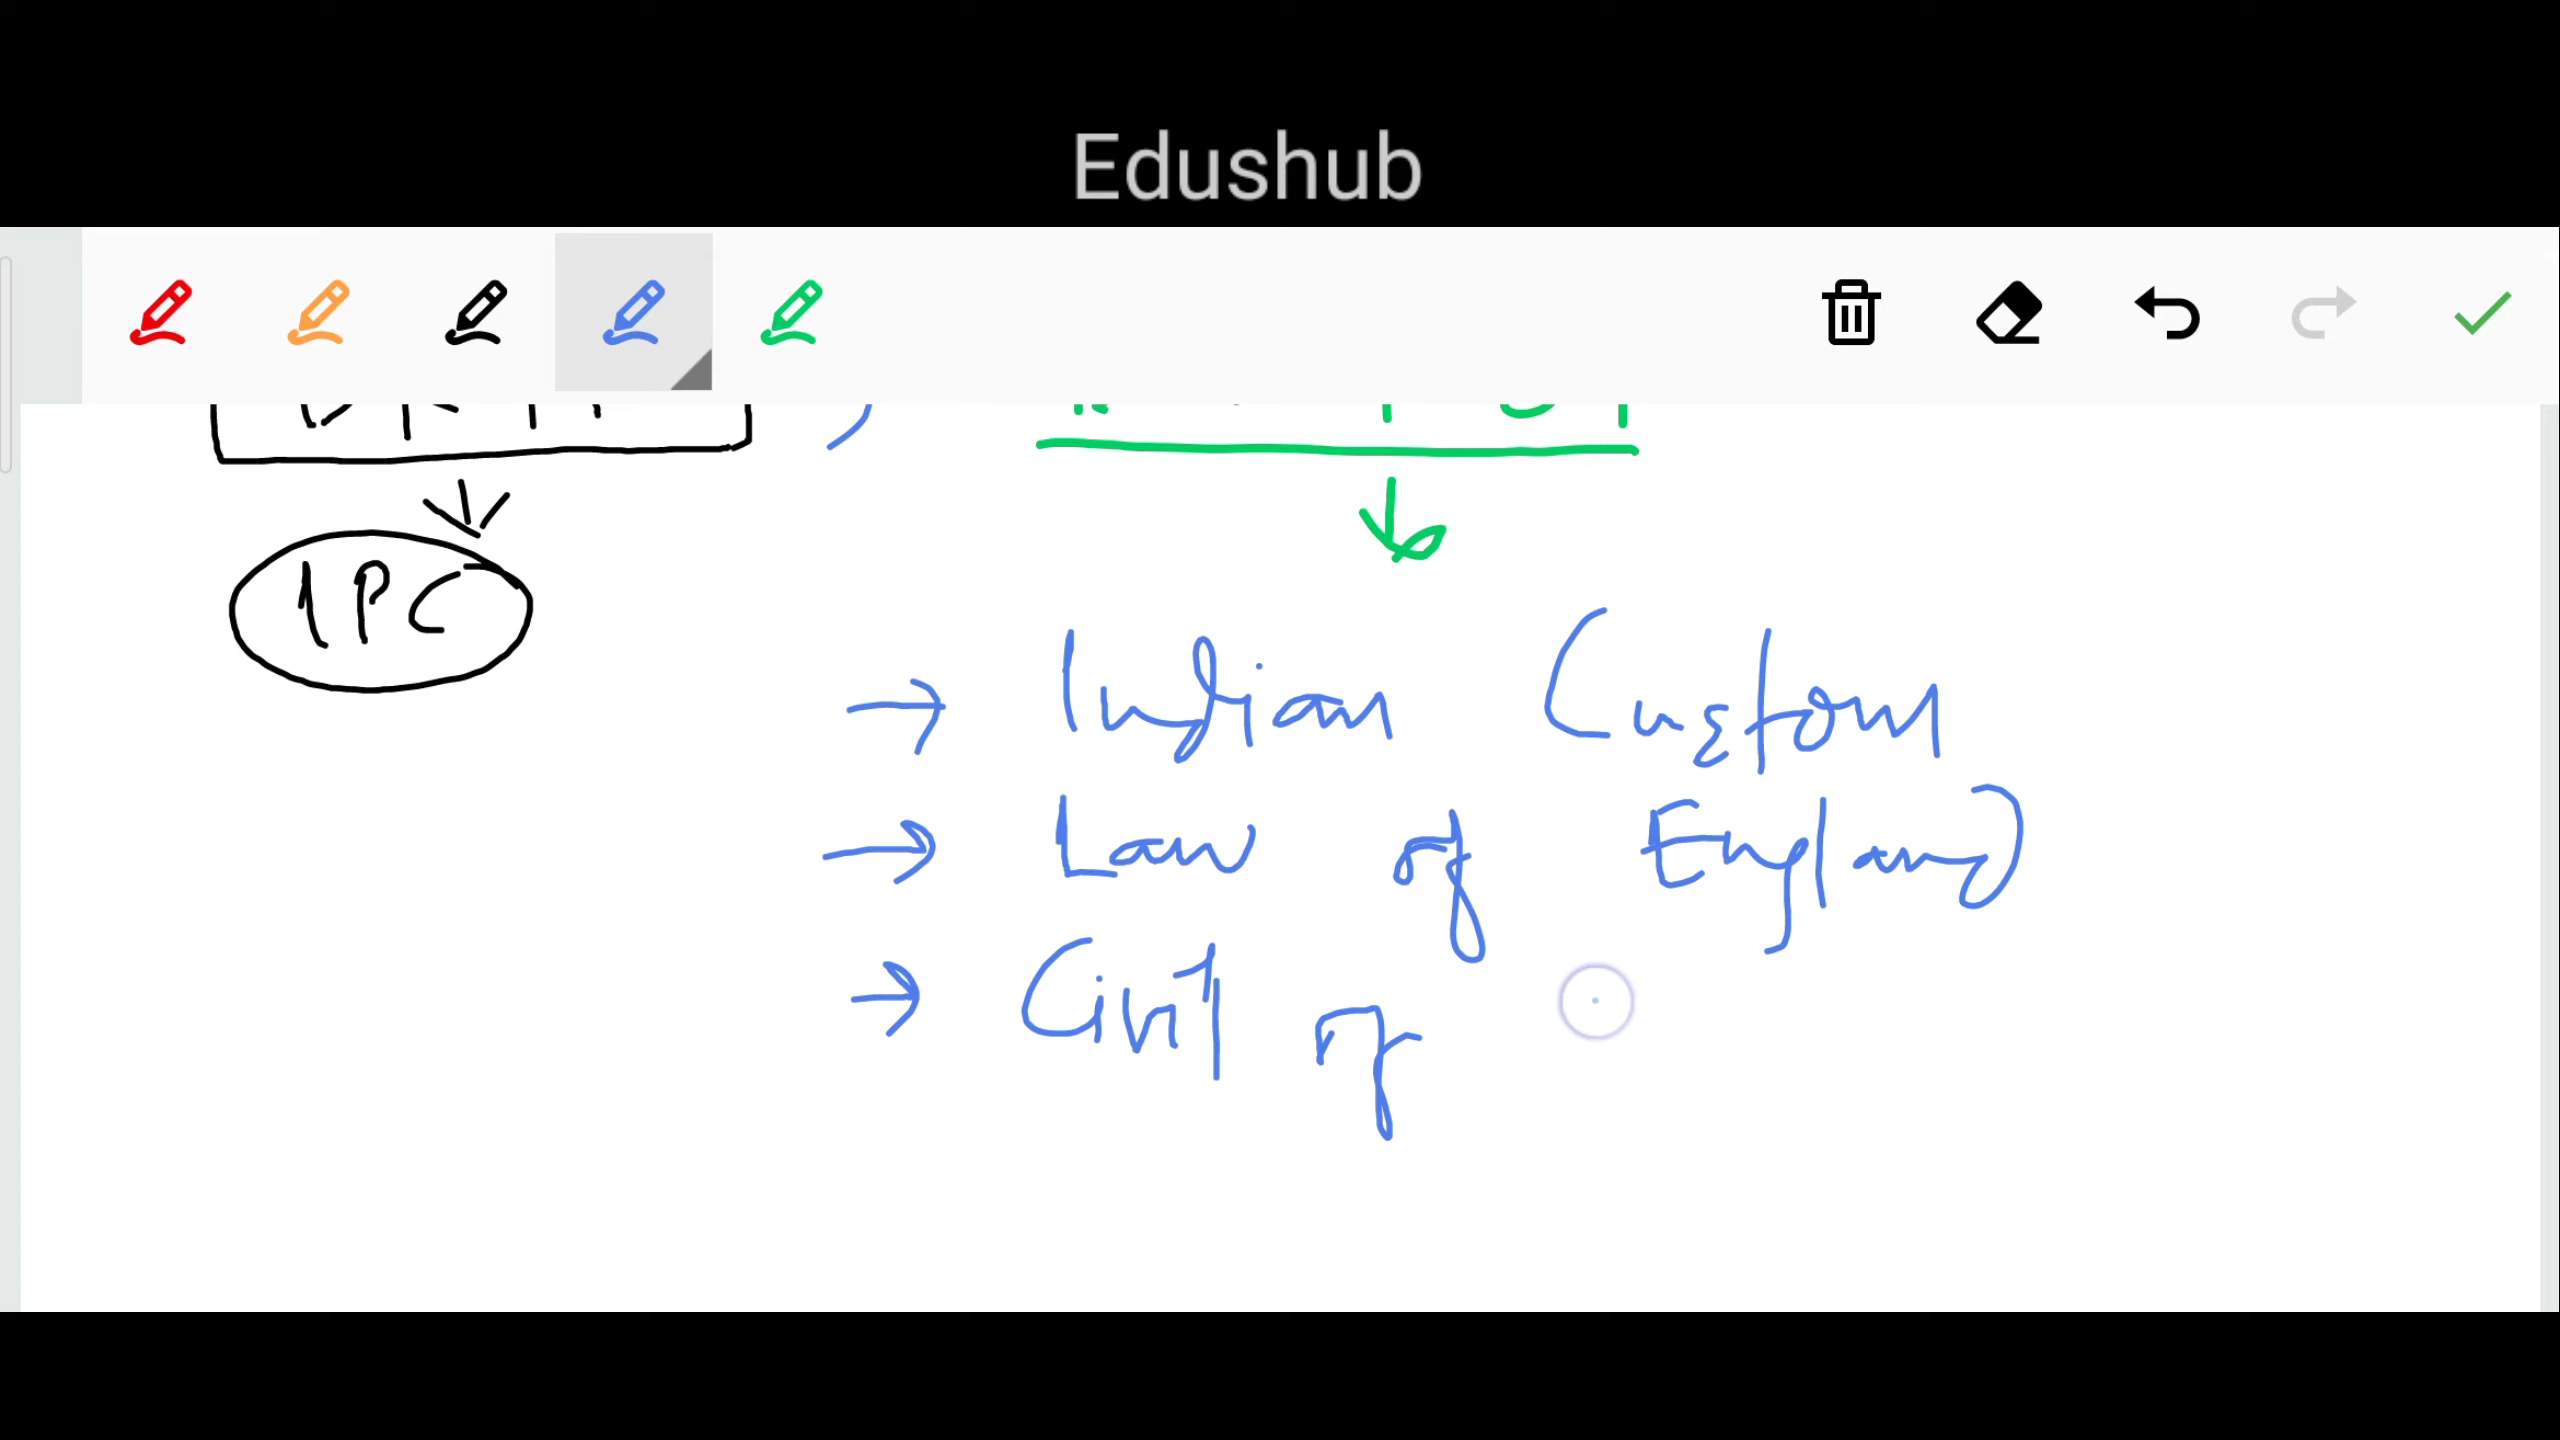 Edushub
IPC
→ Indian Custom
→ Law of England
→ Civil of